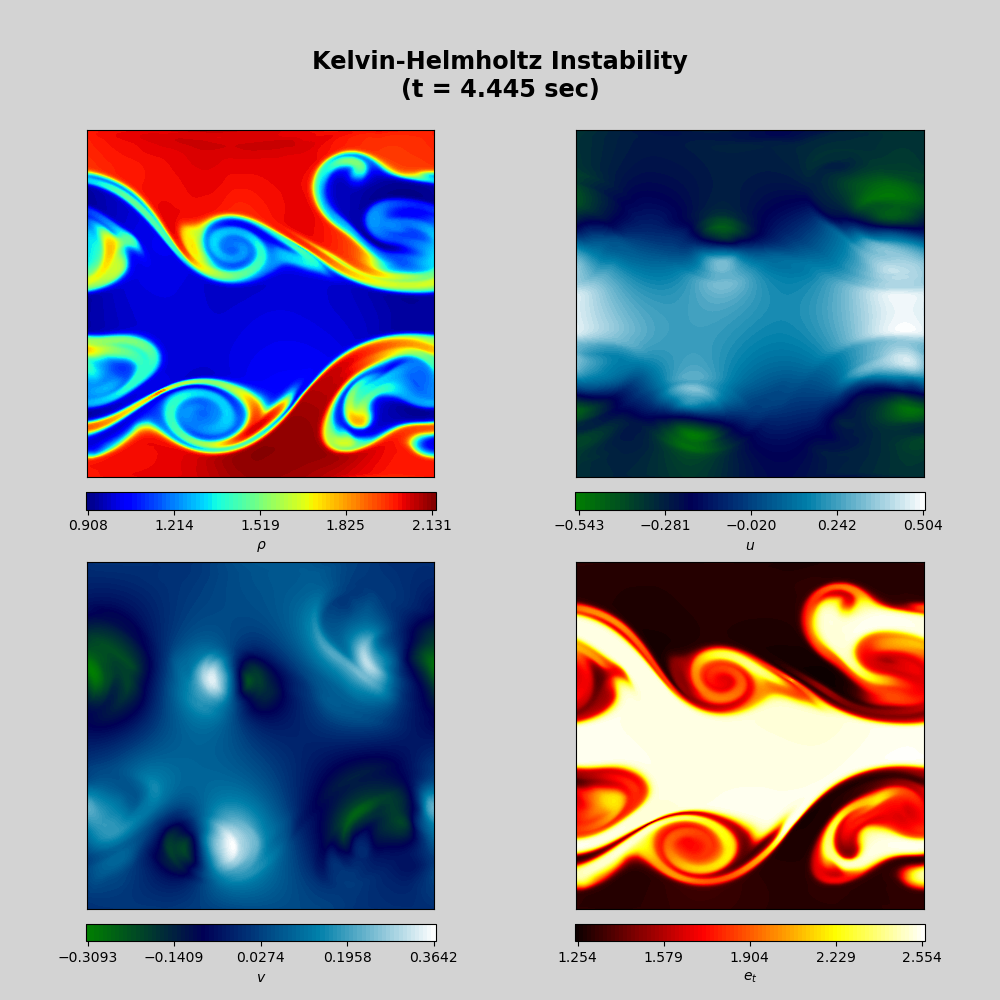 Kelvin-Helmholtz Instability
(t = 4.445 sec)
0.908 1.214 1.519 1.825 2.131
ρ
−0.543 −0.281 −0.020 0.242 0.504
u
−0.3093 −0.1409 0.0274 0.1958 0.3642
v
1.254 1.579 1.904 2.229 2.554
e_t